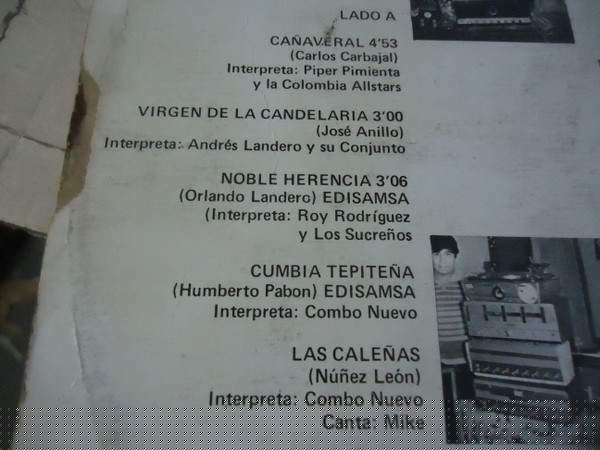 LADO A
CAÑAVERAL 4'53
(Carlos Carbajal)
Interpreta: Piper Pimienta
y la Colombia Allstars
VIRGEN DE LA CANDELARIA 3'00
(José Anillo)
Interpreta: Andrés Landero y su Conjunto
NOBLE HERENCIA 3'06
(Orlando Landero) EDISAMSA
(Interpreta: Roy Rodríguez
y Los Sucreños
CUMBIA TEPITEÑA
(Humberto Pabon) EDISAMSA
Interpreta: Combo Nuevo
LAS CALEÑAS
(Núñez León)
Interpreta: Combo Nuevo
Canta: Mike